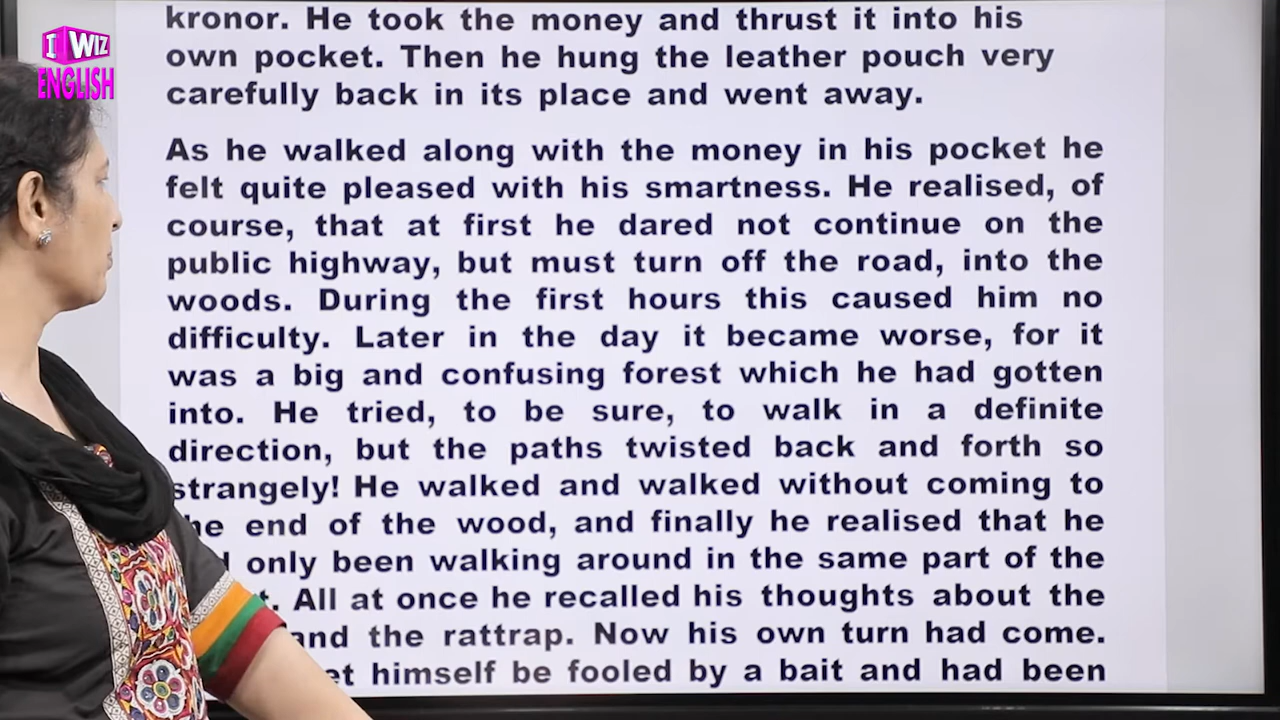 I WIZ
ENGLISH
kronor. He took the money and thrust it into his
own pocket. Then he hung the leather pouch very
carefully back in its place and went away.
As he walked along with the money in his pocket he
felt quite pleased with his smartness. He realised, of
course, that at first he dared not continue on the
public highway, but must turn off the road, into the
woods. During the first hours this caused him no
difficulty. Later in the day it became worse, for it
was a big and confusing forest which he had gotten
into. He tried, to be sure, to walk in a definite
direction, but the paths twisted back and forth so
strangely! He walked and walked without coming to
the end of the wood, and finally he realised that he
only been walking around in the same part of the
All at once he recalled his thoughts about the
and the rattrap. Now his own turn had come.
himself be fooled by a bait and had been